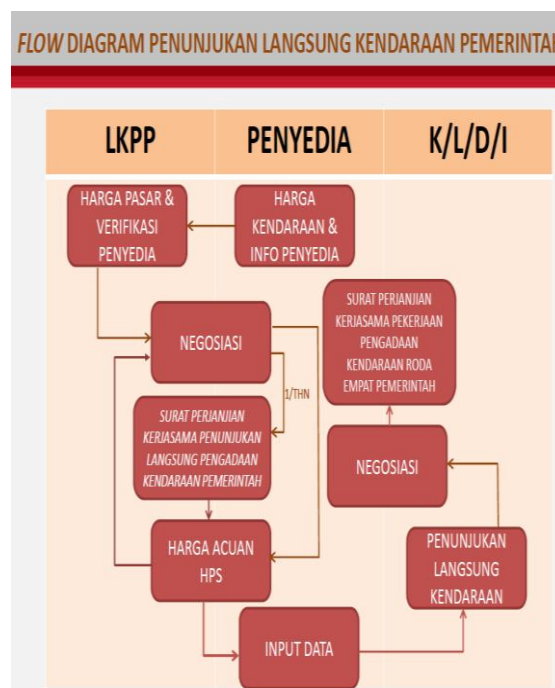 FLOW DIAGRAM PENUNJUKAN LANGSUNG KENDARAAN
LKPP
PENYEDIA
K/L/D/I
HARGA PASAR &
VERIFIKASI
PENYEDIA
HARGA
KENDARAAN &
INFO PENYEDIA
SURAT PERJANJIAN
KERJASAMA PEKERJAAN
PENGADAAN
KENDARAAN RODA
EMPAT PEMERINTAH
NEGOSIASI
1/THN
SURAT PERJANJIAN
KERJASAMA PENUNJUKAN
LANGSUNG PENGADAAN
KENDARAAN PEMERINTAH
NEGOSIASI
HARGA ACUAN
HPS
PENUNJUKAN
LANGSUNG
KENDARAAN
INPUT DATA